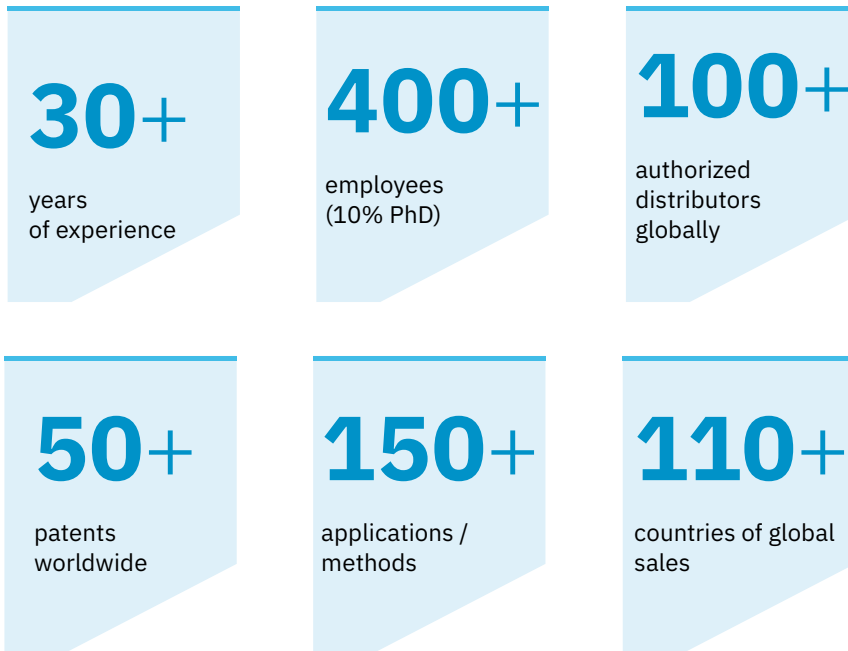 30+
years
of experience
400+
employees
(10% PhD)
100+
authorized
distributors
globally
50+
patents
worldwide
150+
applications /
methods
110+
countries of global
sales